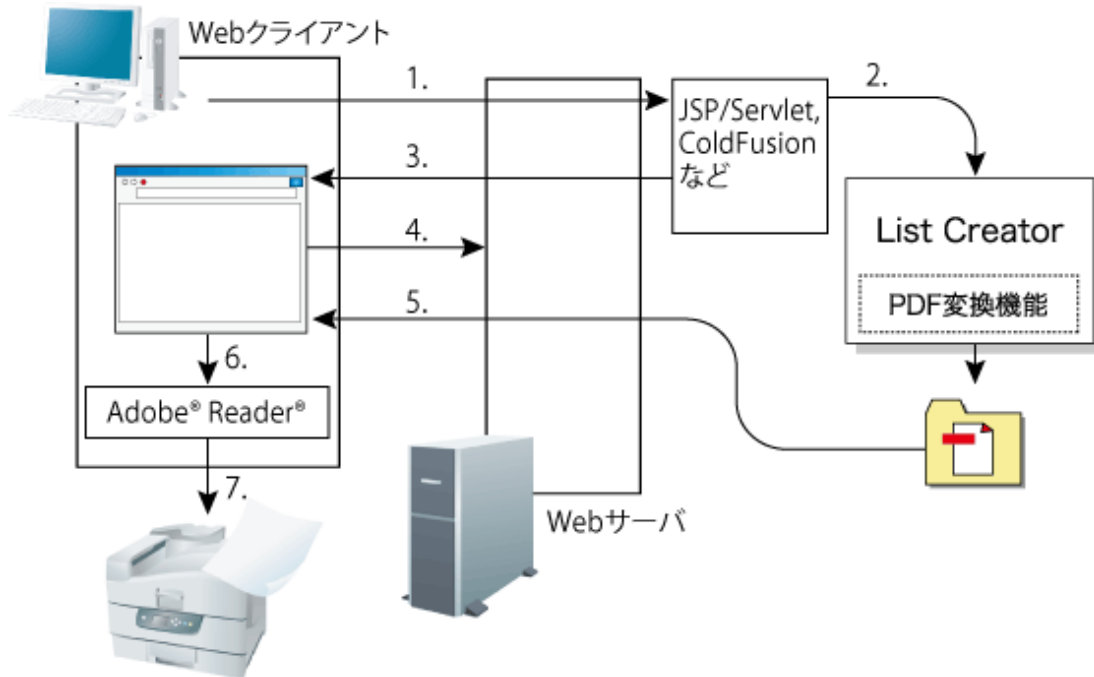 Webクライアント
1.
2.
JSP/Servlet,
ColdFusion
など
3.
4.
List Creator
PDF変換機能
5.
6.
Adobe® Reader®
7.
Webサーバ